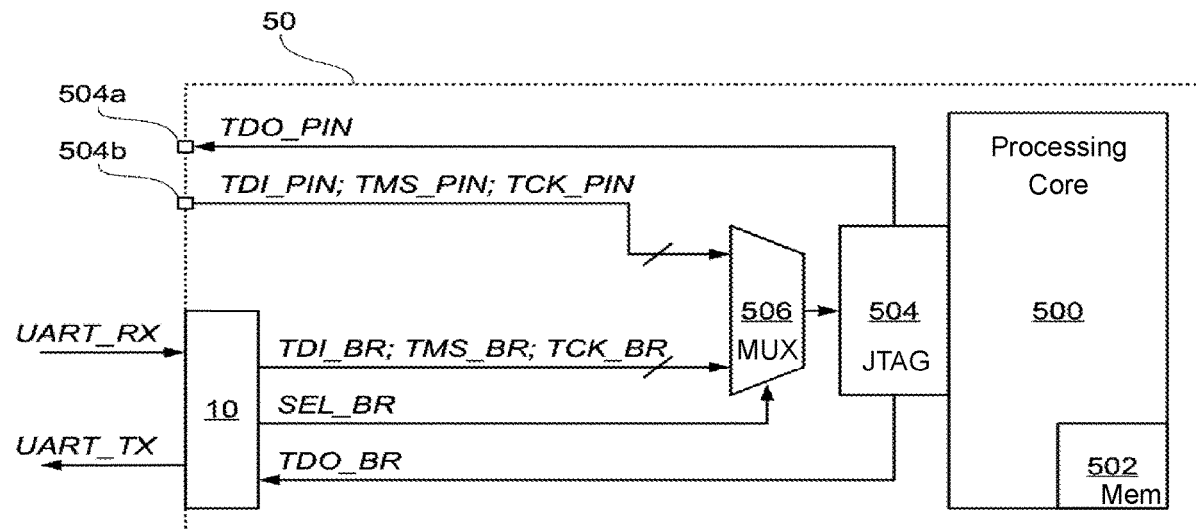 50
504a
TDO_PIN
504b
TDI_PIN; TMS_PIN; TCK_PIN
Processing
Core
506
MUX
504
JTAG
500
UART_RX
TDI_BR; TMS_BR; TCK_BR
10
SEL_BR
UART_TX
TDO_BR
502
Mem